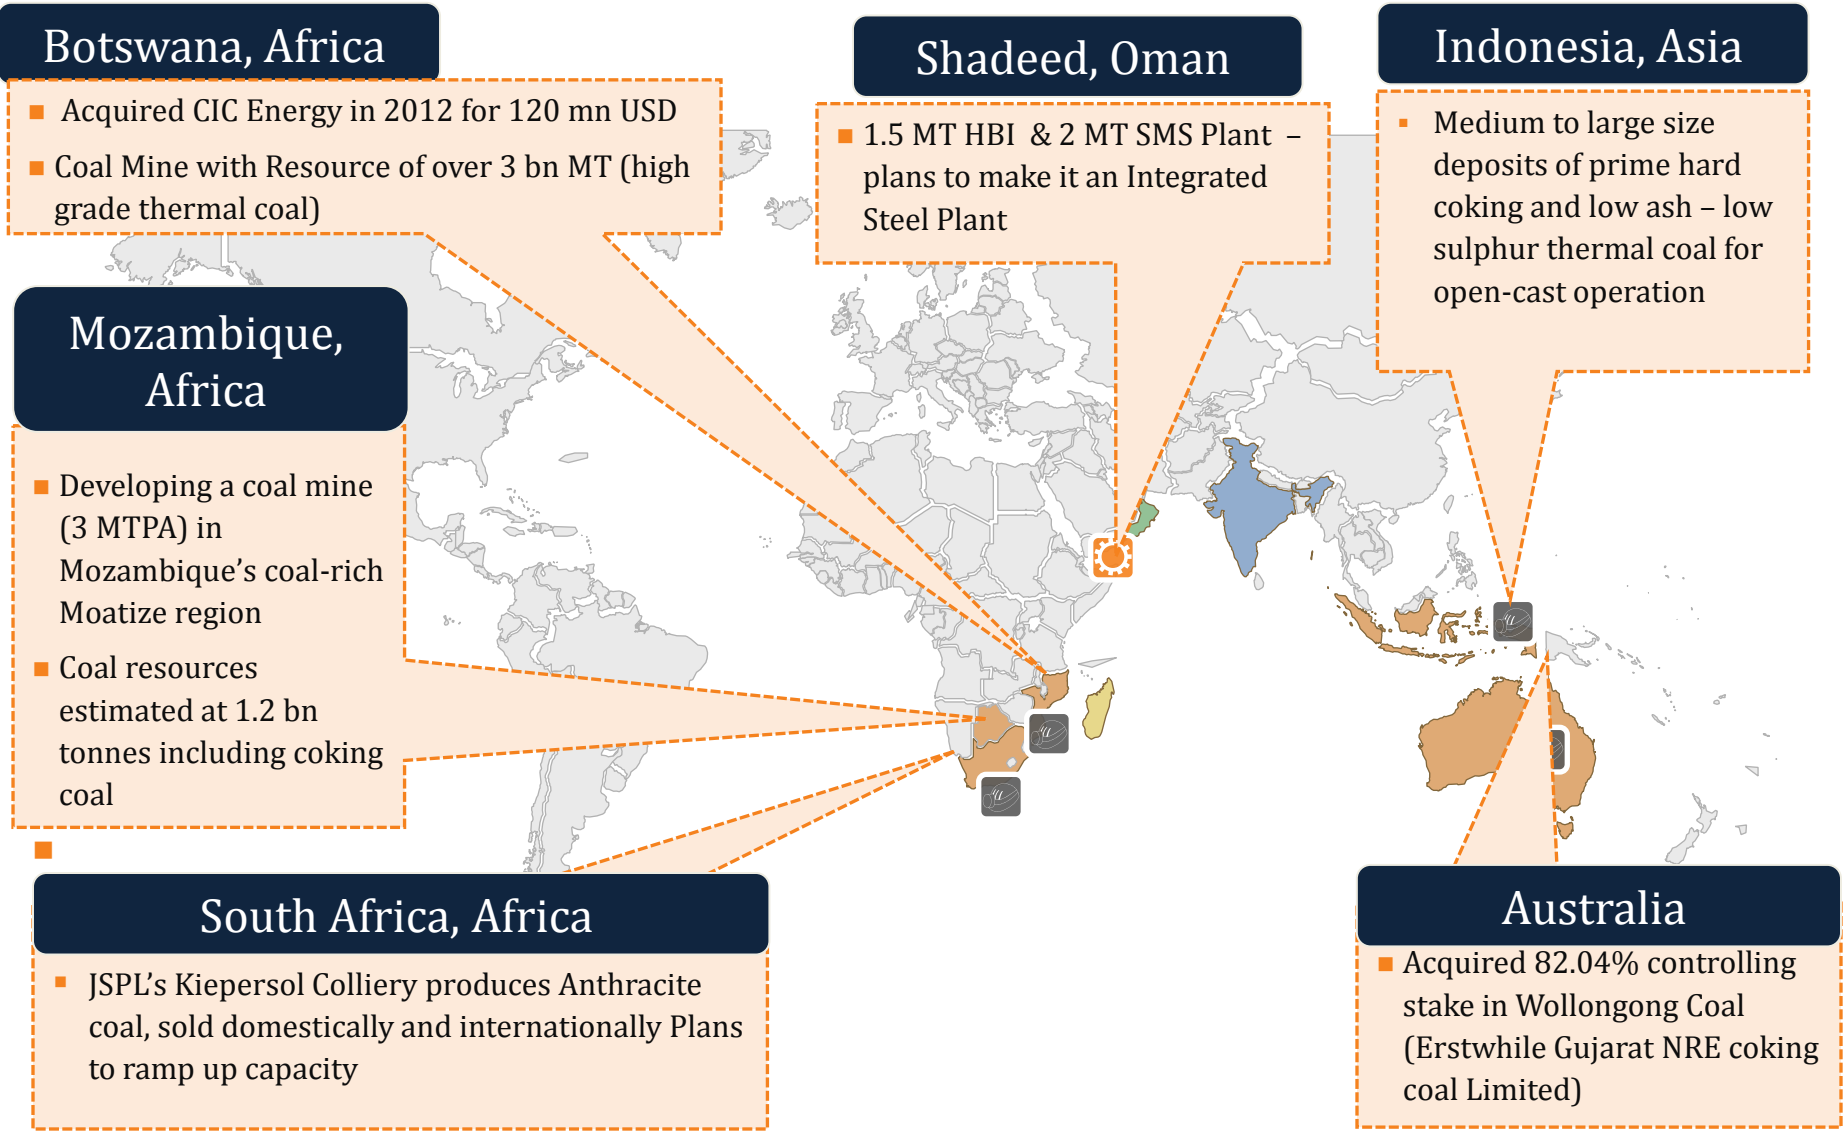 Botswana, Africa
Acquired CIC Energy in 2012 for 120 mn USD
Coal Mine with Resource of over 3 bn MT (high
grade thermal coal)
Shadeed, Oman
1.5 MT HBI & 2 MT SMS Plant –
plans to make it an Integrated
Steel Plant
Indonesia, Asia
Medium to large size
deposits of prime hard
coking and low ash – low
sulphur thermal coal for
open-cast operation
Mozambique,
Africa
Developing a coal mine
(3 MTPA) in
Mozambique’s coal-rich
Moatize region
Coal resources
estimated at 1.2 bn
tonnes including coking
coal
South Africa, Africa
JSPL’s Kiepersol Colliery produces Anthracite
coal, sold domestically and internationally Plans
to ramp up capacity
Australia
Acquired 82.04% controlling
stake in Wollongong Coal
(Erstwhile Gujarat NRE coking
coal Limited)